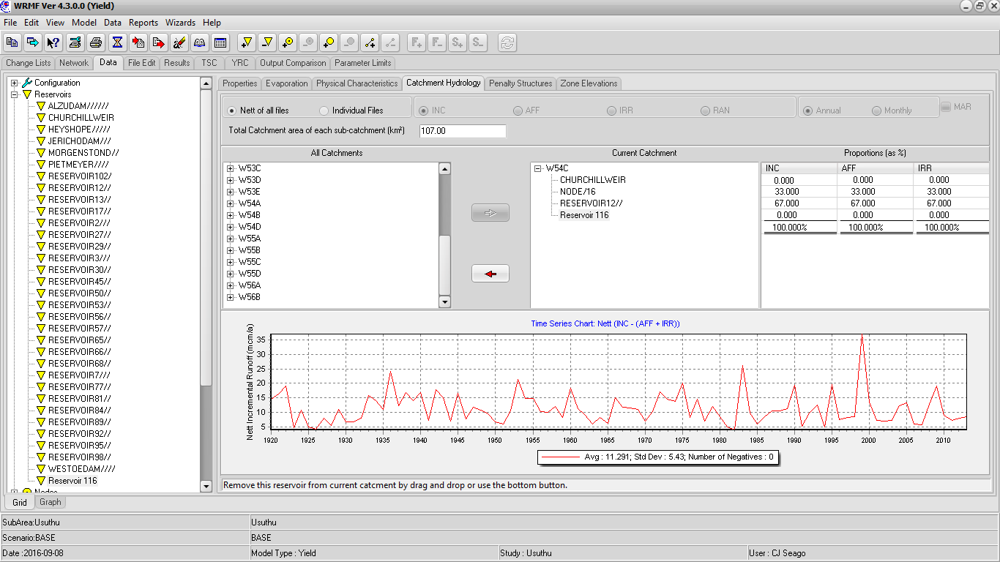 WRMF Ver 4.3.0.0 (Yield)
File Edit View Model Data Reports Wizards Help
F+ F- S+ S-
Change Lists Network Data File Edit Results TSC YRC Output Comparison Parameter Limits
Configuration
Reservoirs
ALZUDAM//////
CHURCHILLWEIR
HEYSHOPE/////
JERICHODAM///
MORGENSTOND//
PIETMEYER////
RESERVOIR102/
RESERVOIR12//
RESERVOIR13//
RESERVOIR17//
RESERVOIR2///
RESERVOIR27//
RESERVOIR29//
RESERVOIR3///
RESERVOIR30//
RESERVOIR45//
RESERVOIR50//
RESERVOIR53//
RESERVOIR56//
RESERVOIR57//
RESERVOIR65//
RESERVOIR66//
RESERVOIR68//
RESERVOIR7///
RESERVOIR77//
RESERVOIR81//
RESERVOIR84//
RESERVOIR89//
RESERVOIR92//
RESERVOIR95//
RESERVOIR98//
WESTOEDAM////
Reservoir 116
Nodes
Grid Graph
Properties Evaporation Physical Characteristics Catchment Hydrology Penalty Structures Zone Elevations
Nett of all files Individual Files INC AFF IRR RAN Annual Monthly MAR
Total Catchment area of each sub-catchment (km²) 107.00
All Catchments Current Catchment Proportions (as %)
W53C
W53D
W53E
W54A
W54B
W54D
W55A
W55B
W55C
W55D
W56A
W56B
W54C
CHURCHILLWEIR
NODE/16
RESERVOIR12//
Reservoir 116
INC AFF IRR
0.000 0.000 0.000
33.000 33.000 33.000
67.000 67.000 67.000
0.000 0.000 0.000
100.000% 100.000% 100.000%
Time Series Chart: Nett (INC - (AFF + IRR))
Nett Incremental Runoff (mcm/a)
35
30
25
20
15
10
5
1920 1925 1930 1935 1940 1945 1950 1955 1960 1965 1970 1975 1980 1985 1990 1995 2000 2005 2010
Avg : 11.291; Std Dev : 5.43; Number of Negatives : 0
Remove this reservoir from current catcment by drag and drop or use the bottom button.
SubArea:Usuthu Usuthu
Scenario:BASE BASE
Date :2016-09-08 Model Type : Yield Study : Usuthu User : CJ Seago